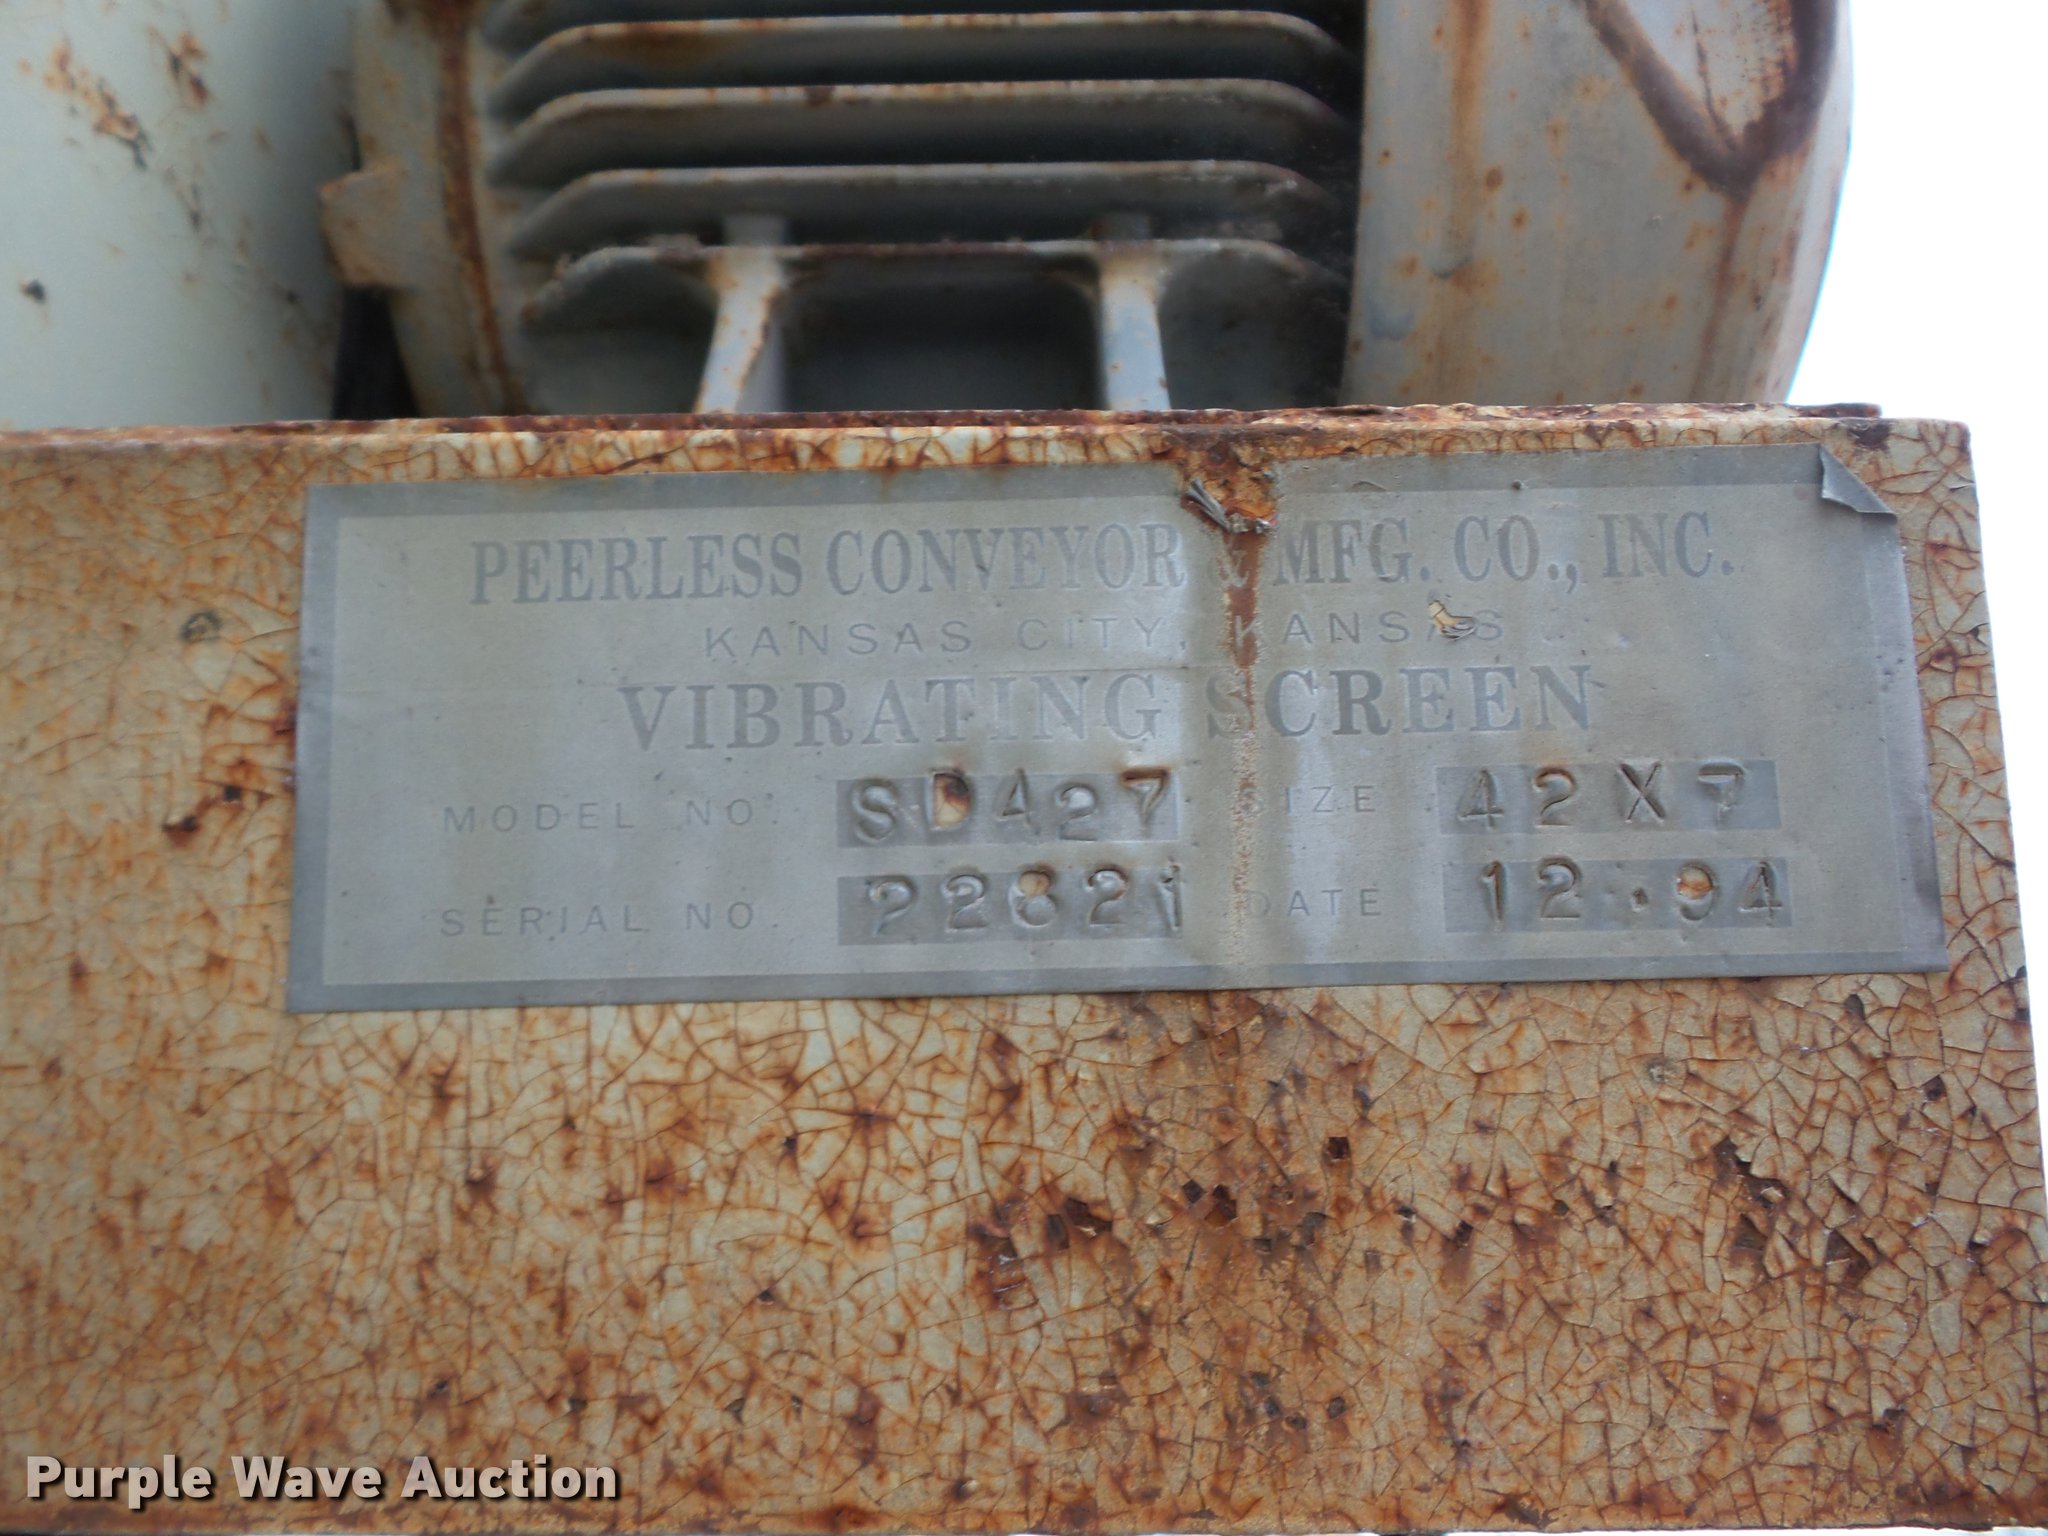 PEERLESS CONVEYOR & MFG. CO., INC.
KANSAS CITY, KANSAS
VIBRATING SCREEN
MODEL NO. SD427 SIZE 42X7
SERIAL NO. 22821 DATE 12.94
Purple Wave Auction